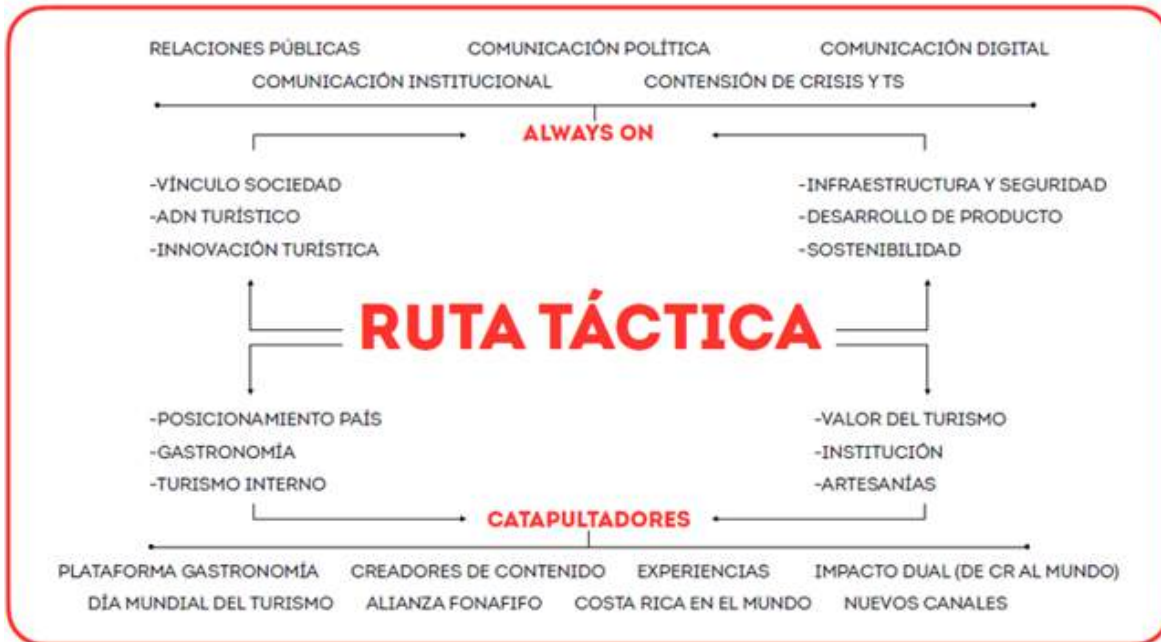 RELACIONES PÚBLICAS COMUNICACIÓN POLÍTICA COMUNICACIÓN DIGITAL
COMUNICACIÓN INSTITUCIONAL CONTENSIÓN DE CRISIS Y TS
ALWAYS ON
-VÍNCULO SOCIEDAD
-ADN TURÍSTICO
-INNOVACIÓN TURÍSTICA
-INFRAESTRUCTURA Y SEGURIDAD
-DESARROLLO DE PRODUCTO
-SOSTENIBILIDAD
RUTA TÁCTICA
-POSICIONAMIENTO PAÍS
-GASTRONOMÍA
-TURISMO INTERNO
-VALOR DEL TURISMO
-INSTITUCIÓN
-ARTESANÍAS
CATAPULTADORES
PLATAFORMA GASTRONOMÍA CREADORES DE CONTENIDO EXPERIENCIAS IMPACTO DUAL (DE CR AL MUNDO)
DÍA MUNDIAL DEL TURISMO ALIANZA FONAFIFO COSTA RICA EN EL MUNDO NUEVOS CANALES